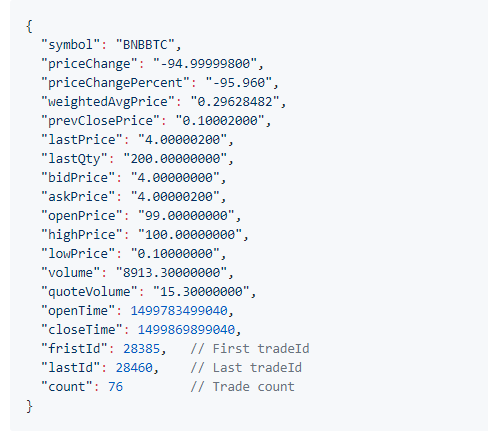 {
"symbol": "BNBBTC",
"priceChange": "-94.99999800",
"priceChangePercent": "-95.960",
"weightedAvgPrice": "0.29628482",
"prevClosePrice": "0.10002000",
"lastPrice": "4.00000200",
"lastQty": "200.00000000",
"bidPrice": "4.00000000",
"askPrice": "4.00000200",
"openPrice": "99.00000000",
"highPrice": "100.00000000",
"lowPrice": "0.10000000",
"volume": "8913.30000000",
"quoteVolume": "15.30000000",
"openTime": 1499783499040,
"closeTime": 1499869899040,
"fristId": 28385,   // First tradeId
"lastId": 28460,   // Last tradeId
"count": 76         // Trade count
}